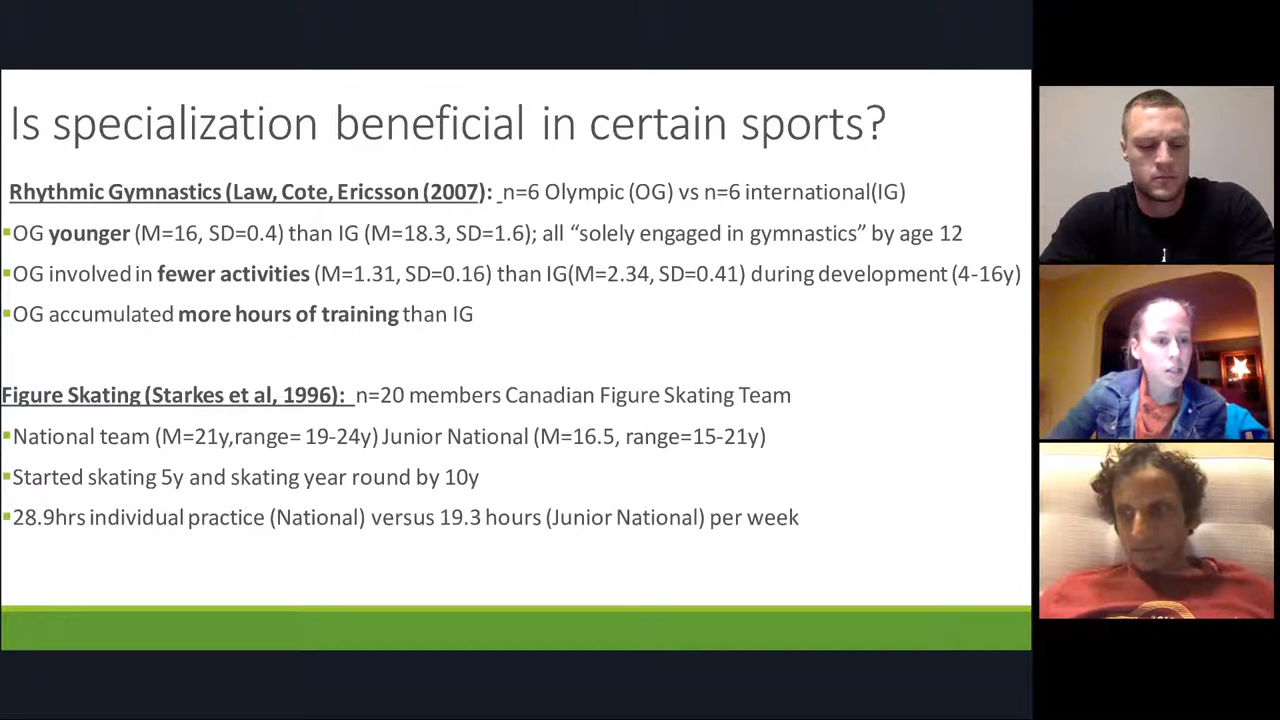 Is specialization beneficial in certain sports?
Rhythmic Gymnastics (Law, Cote, Ericsson (2007): n=6 Olympic (OG) vs n=6 international(IG)
▪OG younger (M=16, SD=0.4) than IG (M=18.3, SD=1.6); all “solely engaged in gymnastics” by age 12
▪OG involved in fewer activities (M=1.31, SD=0.16) than IG(M=2.34, SD=0.41) during development (4-16y)
▪OG accumulated more hours of training than IG
Figure Skating (Starkes et al, 1996): n=20 members Canadian Figure Skating Team
▪National team (M=21y,range= 19-24y) Junior National (M=16.5, range=15-21y)
▪Started skating 5y and skating year round by 10y
▪28.9hrs individual practice (National) versus 19.3 hours (Junior National) per week